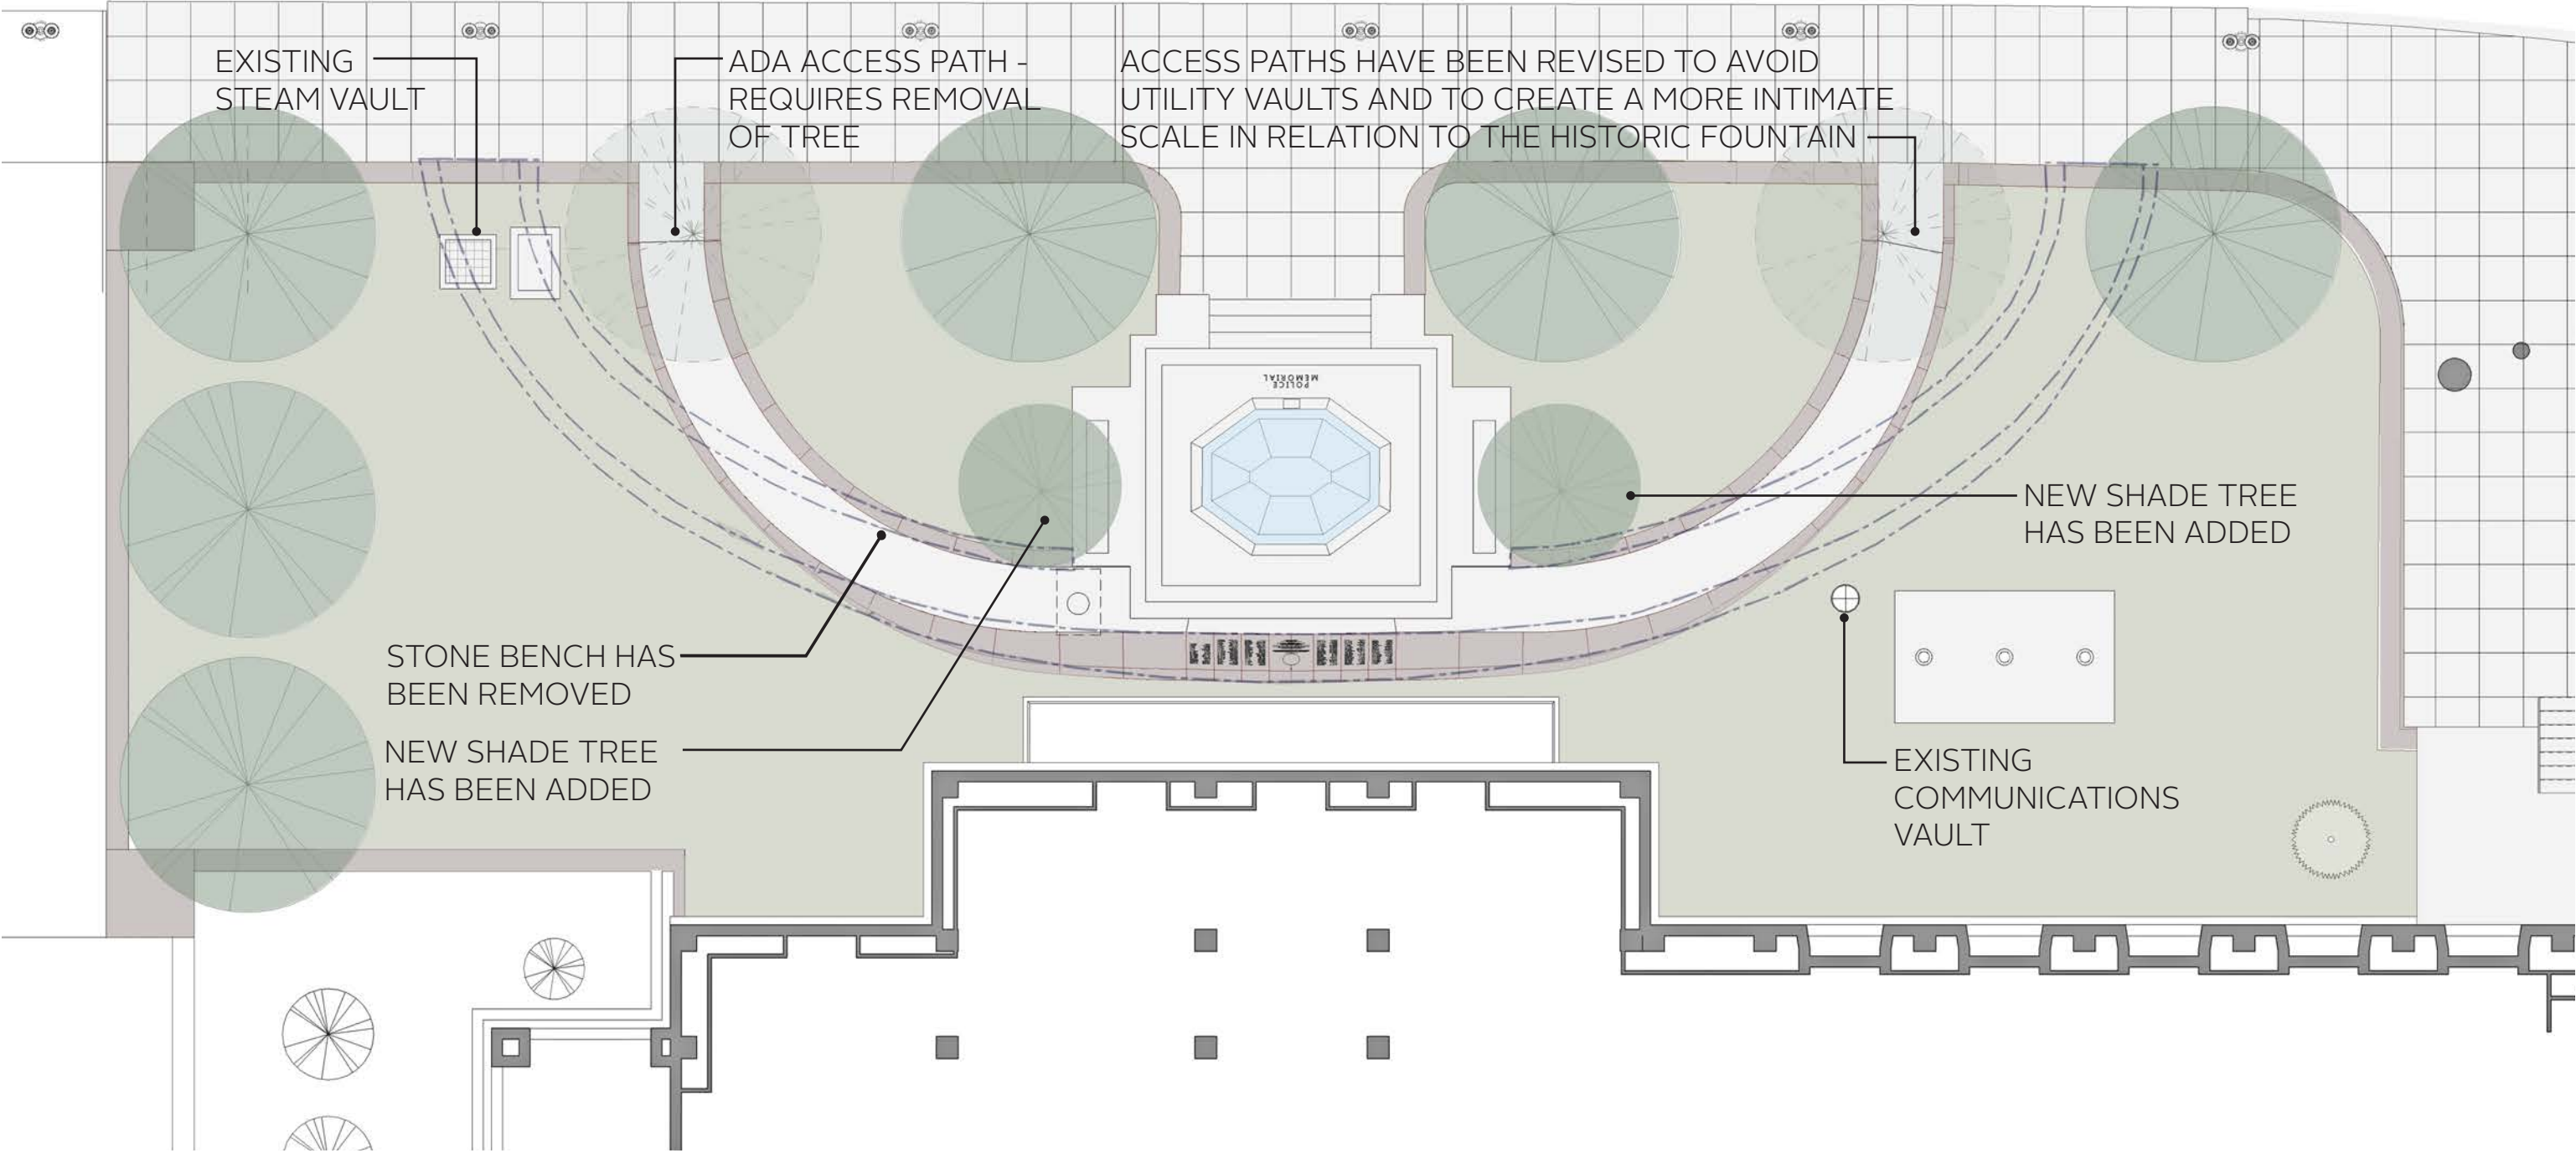 EXISTING
STEAM VAULT
ADA ACCESS PATH -
REQUIRES REMOVAL
OF TREE
ACCESS PATHS HAVE BEEN REVISED TO AVOID
UTILITY VAULTS AND TO CREATE A MORE INTIMATE
SCALE IN RELATION TO THE HISTORIC FOUNTAIN
POLICE
MEMORIAL
NEW SHADE TREE
HAS BEEN ADDED
STONE BENCH HAS
BEEN REMOVED
NEW SHADE TREE
HAS BEEN ADDED
EXISTING
COMMUNICATIONS
VAULT